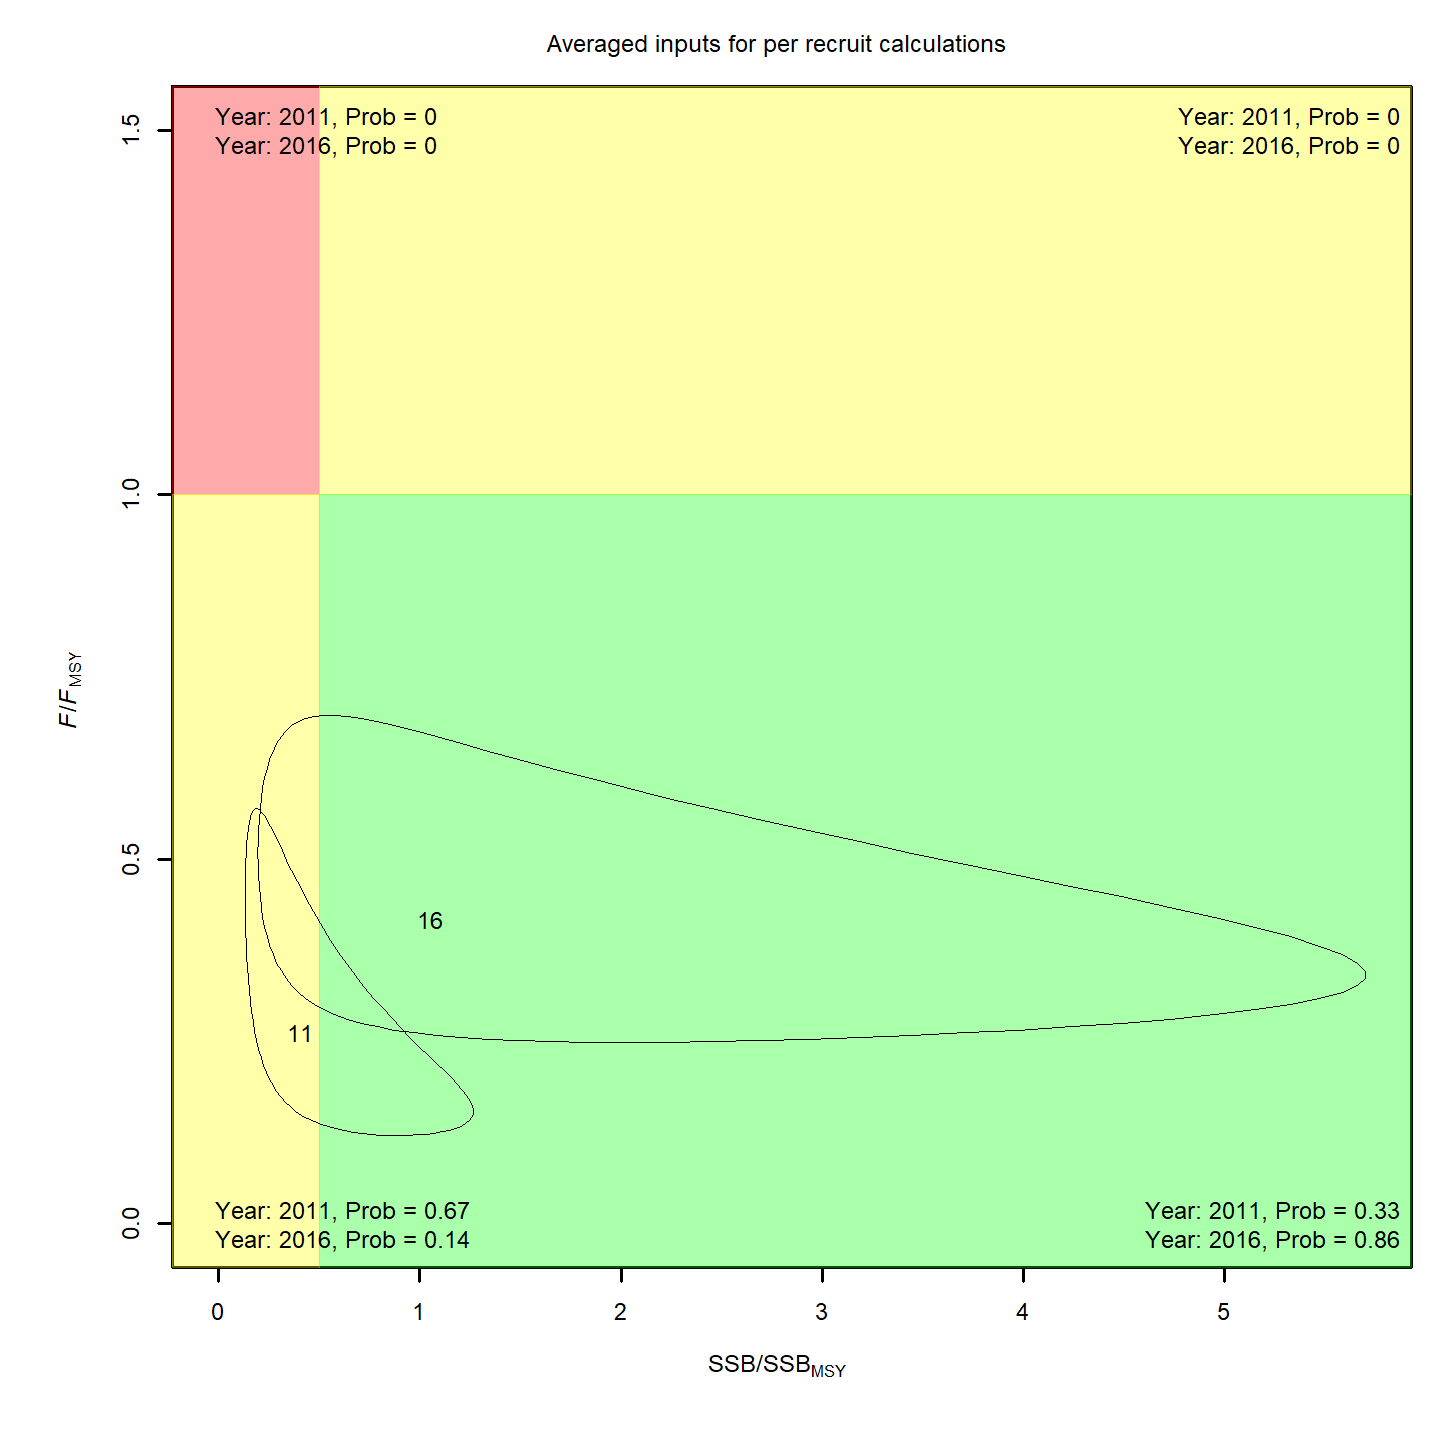 Averaged inputs for per recruit calculations
Year: 2011, Prob = 0
Year: 2016, Prob = 0
Year: 2011, Prob = 0
Year: 2016, Prob = 0
1.5
1.0
0.5
0.0
F/FMSY
16
11
Year: 2011, Prob = 0.67
Year: 2016, Prob = 0.14
Year: 2011, Prob = 0.33
Year: 2016, Prob = 0.86
0 1 2 3 4 5
SSB/SSBMSY